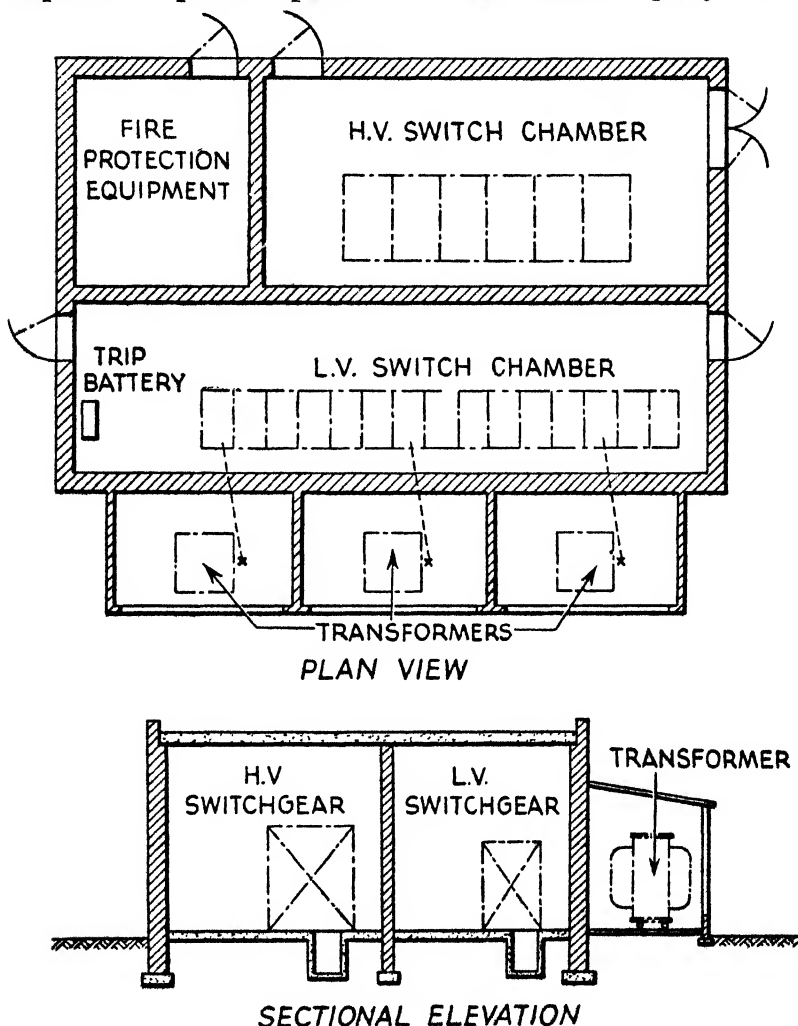 FIRE
PROTECTION
EQUIPMENT
H.V. SWITCH CHAMBER
TRIP
BATTERY
L.V. SWITCH CHAMBER
TRANSFORMERS
PLAN VIEW
H.V
SWITCHGEAR
L.V.
SWITCHGEAR
TRANSFORMER
SECTIONAL ELEVATION